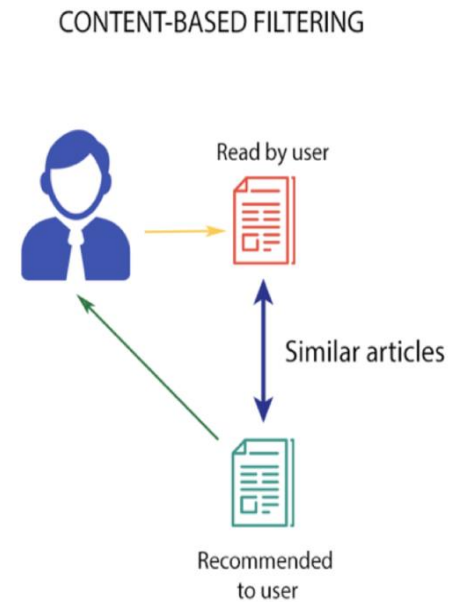 CONTENT-BASED FILTERING
Read by user
Similar articles
Recommended
to user